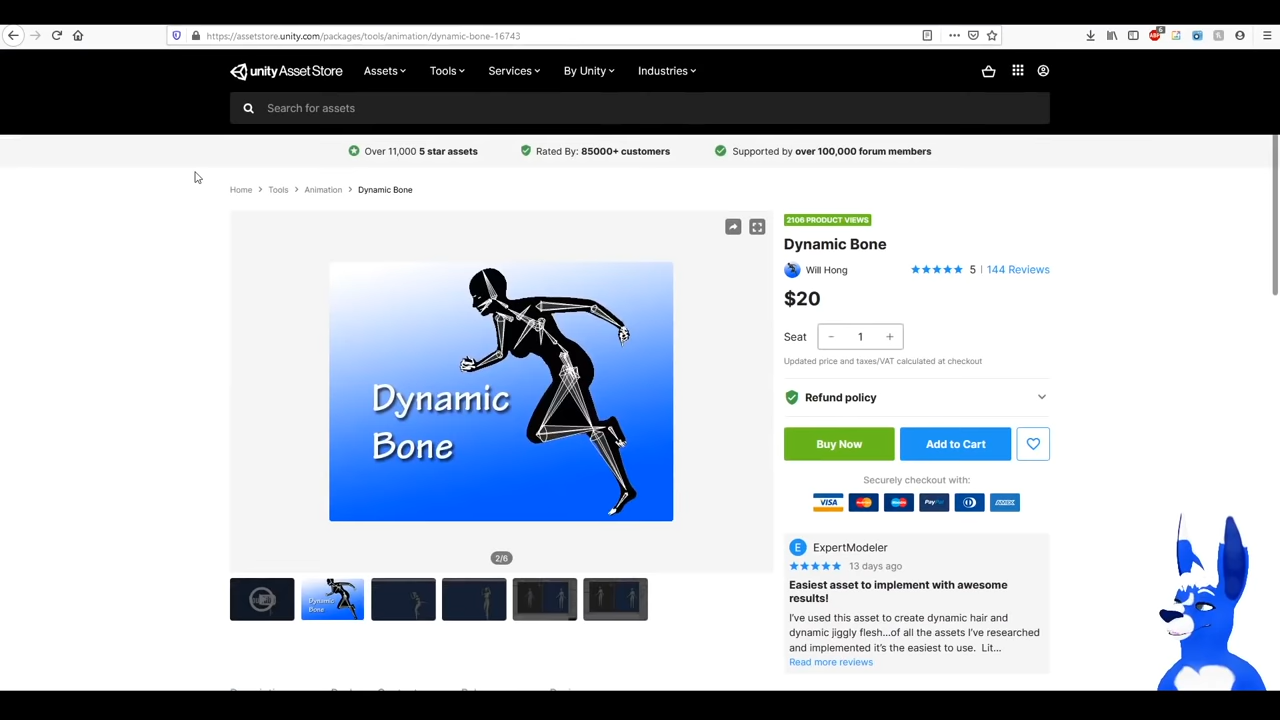 https://assetstore.unity.com/packages/tools/animation/dynamic-bone-16743
unity Asset Store
Assets
Tools
Services
By Unity
Industries
Search for assets
Over 11,000 5 star assets
Rated By: 85000+ customers
Supported by over 100,000 forum members
Home > Tools > Animation > Dynamic Bone
2106 PRODUCT VIEWS
Dynamic Bone
Will Hong
5 | 144 Reviews
$20
Seat - 1 +
Updated price and taxes/VAT calculated at checkout
Refund policy
Buy Now
Add to Cart
Securely checkout with:
VISA
PayPal
AMEX
Dynamic
Bone
2/6
Dynamic
Bone
E ExpertModeler
13 days ago
Easiest asset to implement with awesome
results!
I've used this asset to create dynamic hair and
dynamic jiggly flesh...of all the assets I've researched
and implemented it's the easiest to use. Lit...
Read more reviews